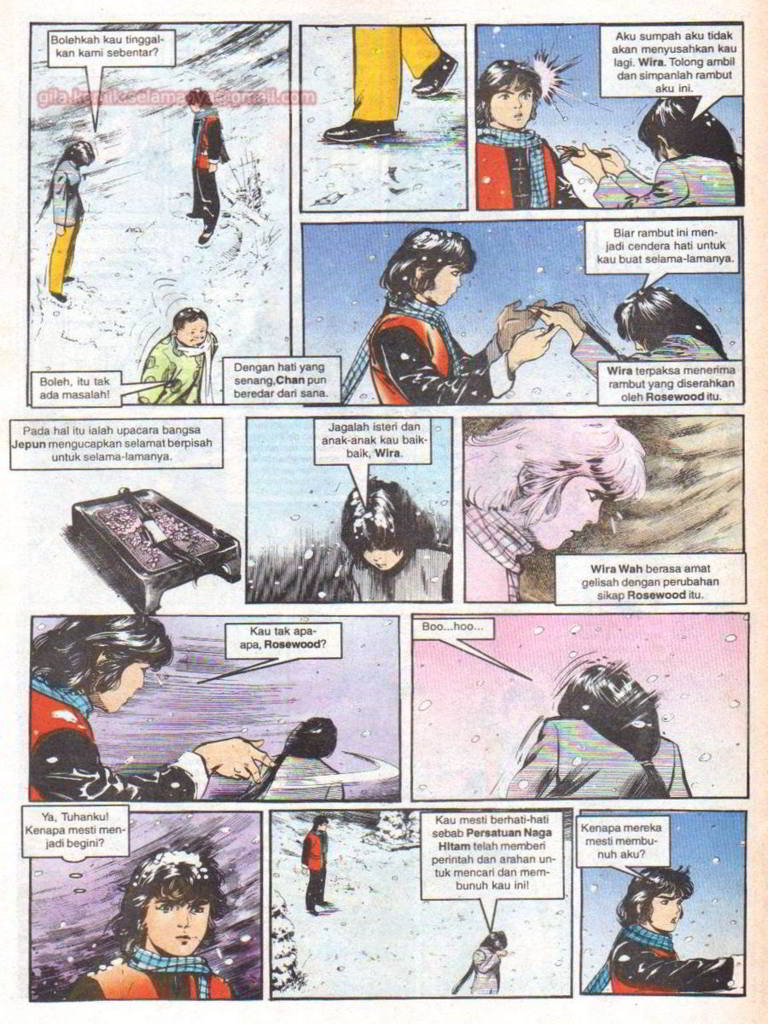 Bolehkah kau tinggal-
kan kami sebentar?
gila.komik.selamanya@gmail.com
Boleh, itu tak
ada masalah!
Dengan hati yang
senang, Chan pun
beredar dari sana.
Aku sumpah aku tidak
akan menyusahkan kau
lagi. Wira. Tolong ambil
dan simpanlah rambut
aku ini.
Biar rambut ini men-
jadi cendera hati untuk
kau buat selama-lamanya.
Wira terpaksa menerima
rambut yang diserahkan
oleh Rosewood itu.
Pada hal itu ialah upacara bangsa
Jepun mengucapkan selamat berpisah
untuk selama-lamanya.
Jagalah isteri dan
anak-anak kau baik-
baik, Wira.
Wira Wah berasa amat
gelisah dengan perubahan
sikap Rosewood itu.
Kau tak apa-
apa, Rosewood?
Boo...hoo...
Ya, Tuhanku!
Kenapa mesti men-
jadi begini?
Kau mesti berhati-hati
sebab Persatuan Naga
Hitam telah memberi
perintah dan arahan un-
tuk mencari dan mem-
bunuh kau ini!
Kenapa mereka
mesti membu-
nuh aku?